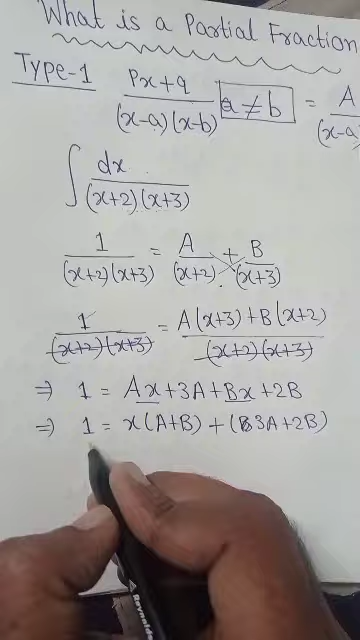 What is a Partial Fraction
Type-1 px+q/(x-a)(x-b) a≠b = A/(x-a
∫ dx/(x+2)(x+3)
1/(x+2)(x+3) = A/(x+2) + B/(x+3)
1/(x+2)(x+3) = A(x+3)+B(x+2)/(x+2)(x+3)
⇒ 1 = Ax+3A+Bx+2B
⇒ 1 = x(A+B)+(3A+2B)
Reynolds